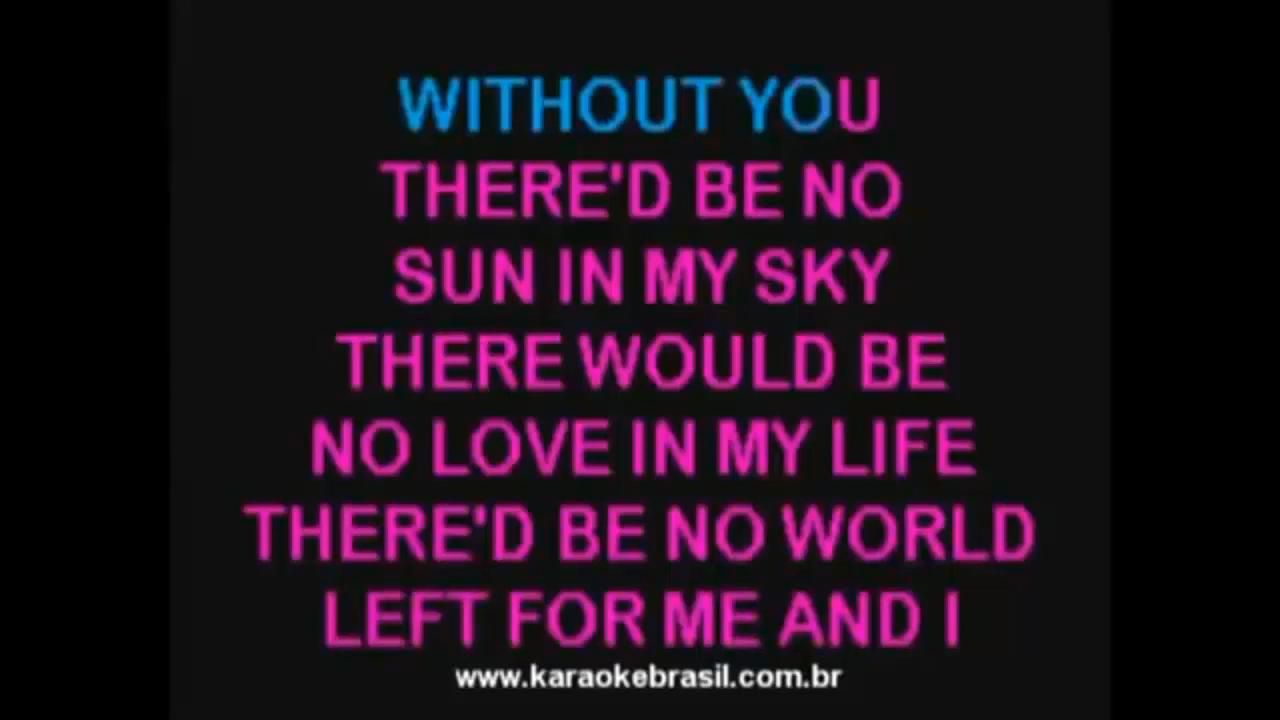 WITHOUT YOU
THERE'D BE NO
SUN IN MY SKY
THERE WOULD BE
NO LOVE IN MY LIFE
THERE'D BE NO WORLD
LEFT FOR ME AND I
www.karaokebrasil.com.br